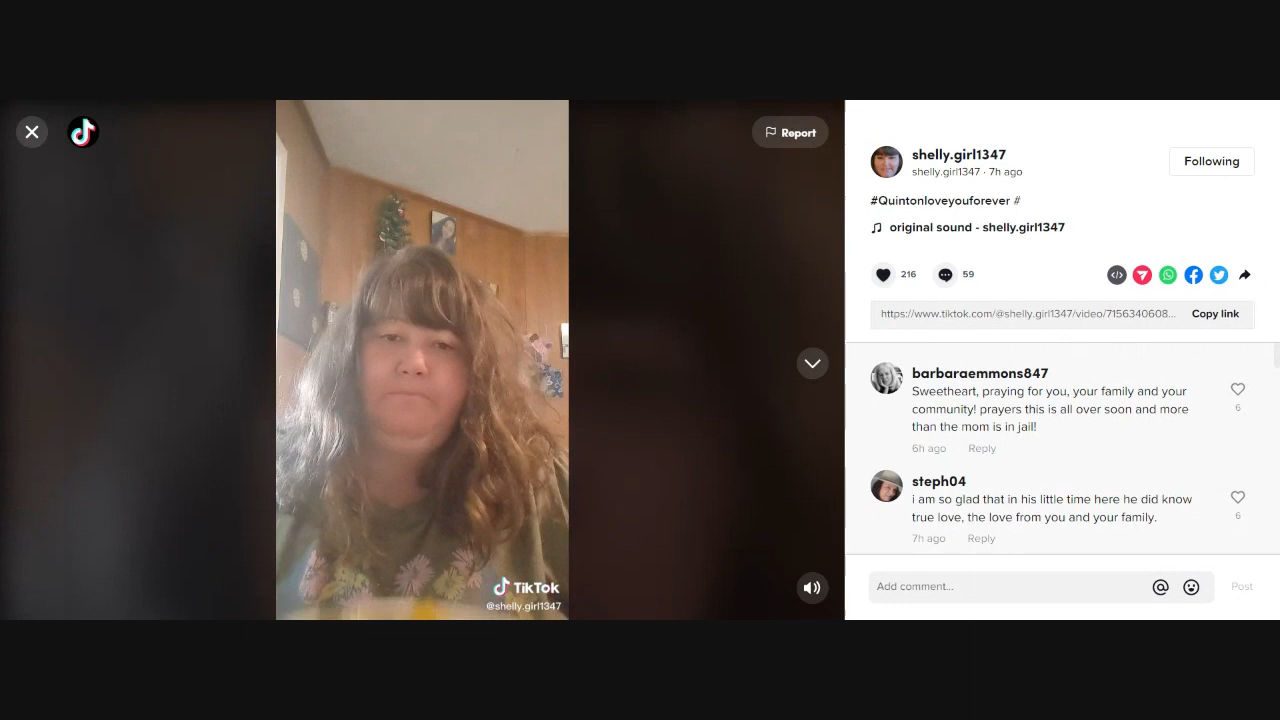 Report
TikTok
@shelly.girl1347
shelly.girl1347
shelly.girl1347 · 7h ago
Following
#Quintonloveyouforever #
original sound - shelly.girl1347
216
59
https://www.tiktok.com/@shelly.girl1347/video/7156340608...
Copy link
barbaraemmons847
Sweetheart, praying for you, your family and your
community! prayers this is all over soon and more
than the mom is in jail!
6
6h ago
Reply
steph04
i am so glad that in his little time here he did know
true love, the love from you and your family.
6
7h ago
Reply
Add comment...
Post